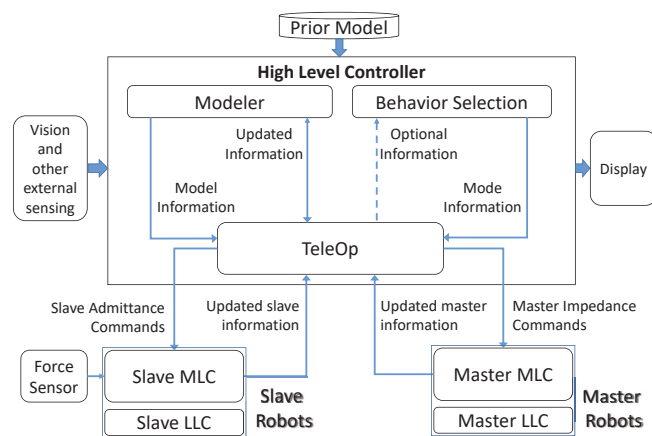 Prior Model
High Level Controller
Modeler
Behavior Selection
Vision
and
other
external
sensing
Updated
Information
Optional
Information
Display
Model
Information
Mode
Information
TeleOp
Slave Admittance
Commands
Updated slave
information
Updated master
information
Master Impedance
Commands
Force
Sensor
Slave MLC
Slave LLC
Slave
Robots
Master MLC
Master LLC
Master
Robots